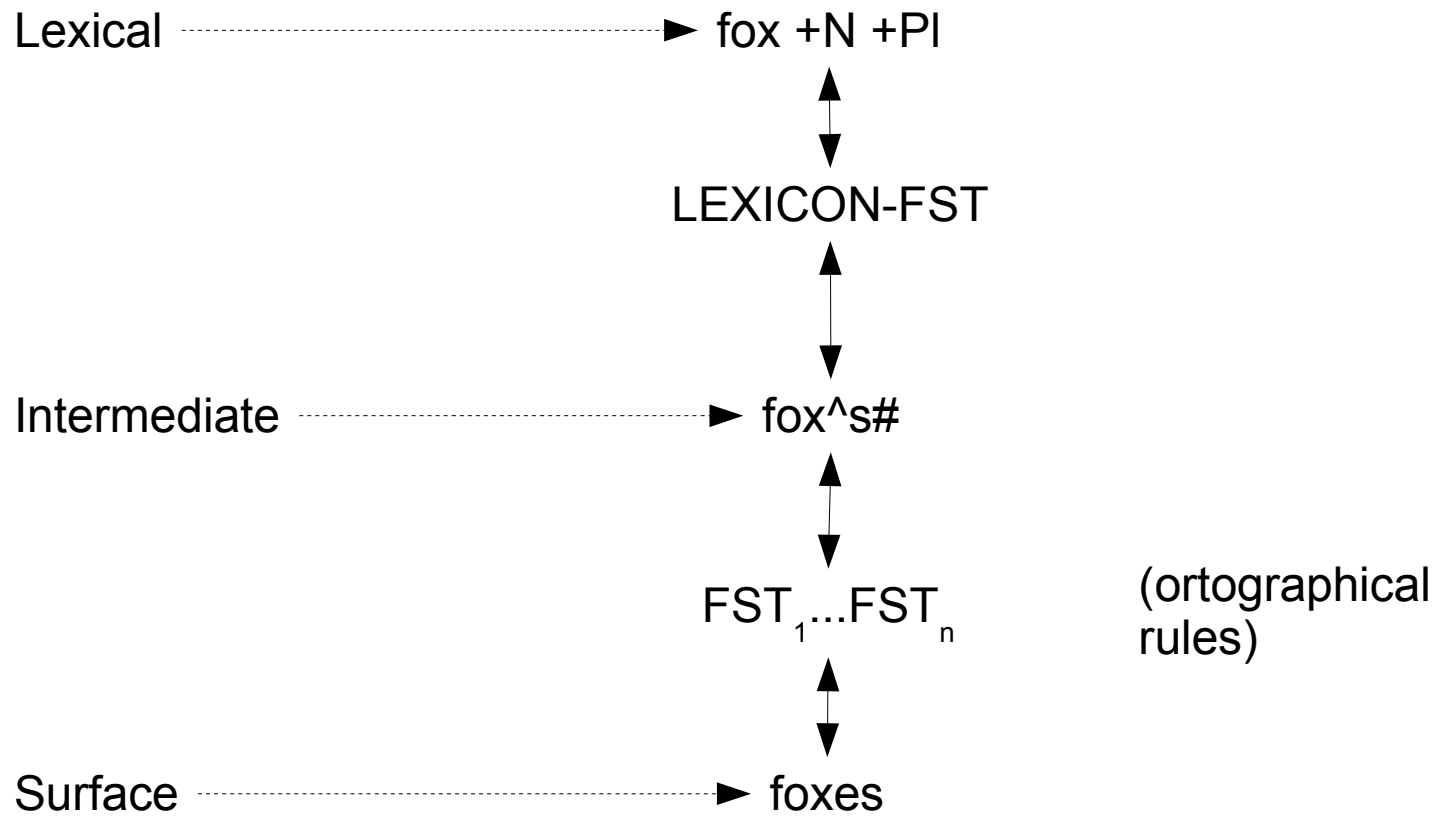 Lexical fox +N +Pl
LEXICON-FST
Intermediate fox^s#
FST1...FSTn (ortographical
rules)
Surface foxes